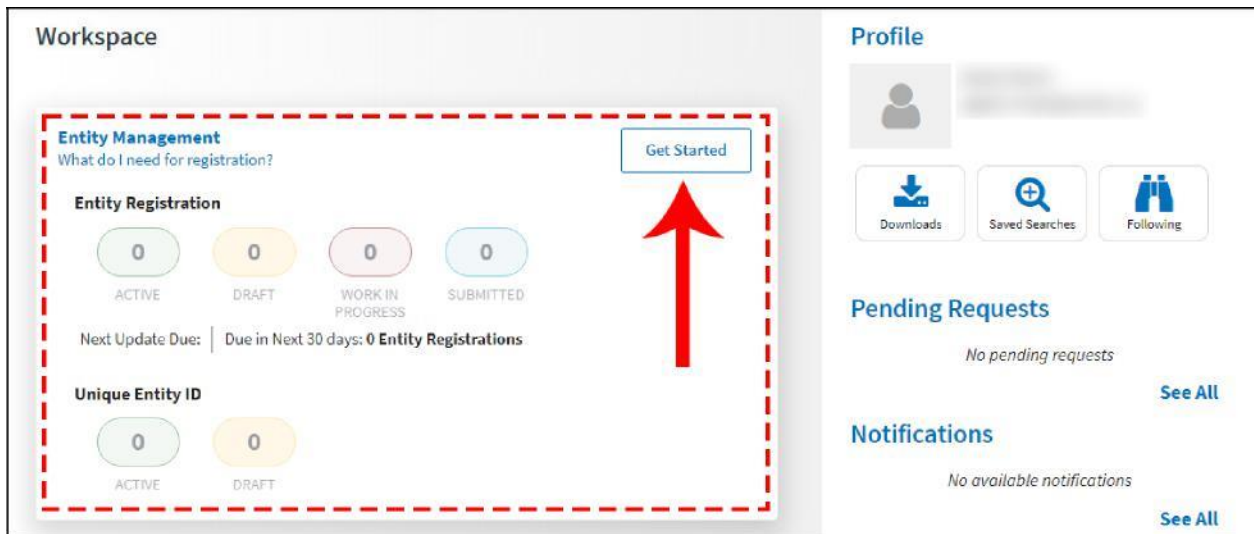 Workspace
Entity Management
What do I need for registration?
Get Started
Entity Registration
0 0 0 0
ACTIVE DRAFT WORK IN PROGRESS SUBMITTED
Next Update Due: Due in Next 30 days: 0 Entity Registrations
Unique Entity ID
0 0
ACTIVE DRAFT
Profile
Downloads Saved Searches Following
Pending Requests
No pending requests
See All
Notifications
No available notifications
See All